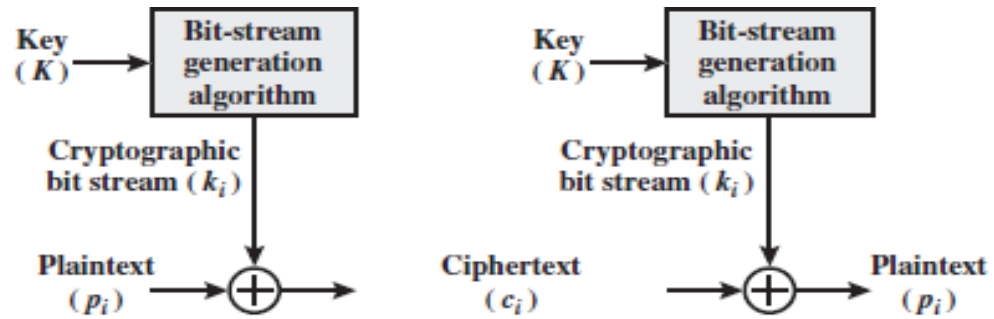 Key
(K)
Bit-stream
generation
algorithm
Cryptographic
bit stream (kᵢ)
Plaintext
(pᵢ)
Key
(K)
Bit-stream
generation
algorithm
Cryptographic
bit stream (kᵢ)
Ciphertext
(cᵢ)
Plaintext
(pᵢ)